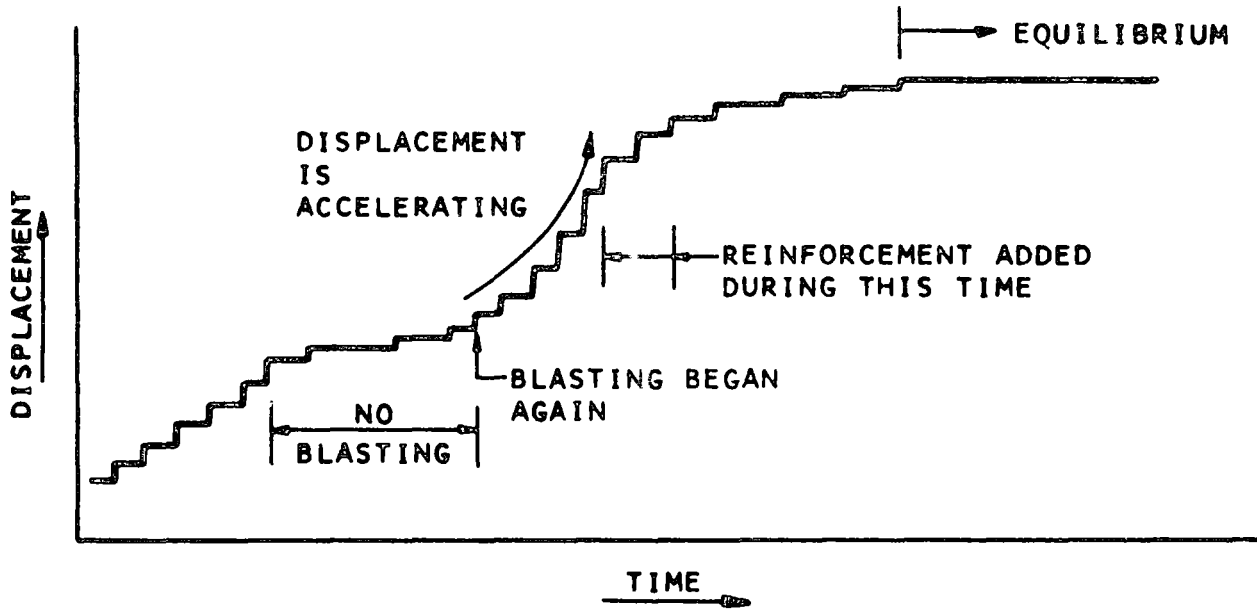 EQUILIBRIUM
DISPLACEMENT
IS
ACCELERATING
DISPLACEMENT
REINFORCEMENT ADDED
DURING THIS TIME
BLASTING BEGAN
AGAIN
NO
BLASTING
TIME